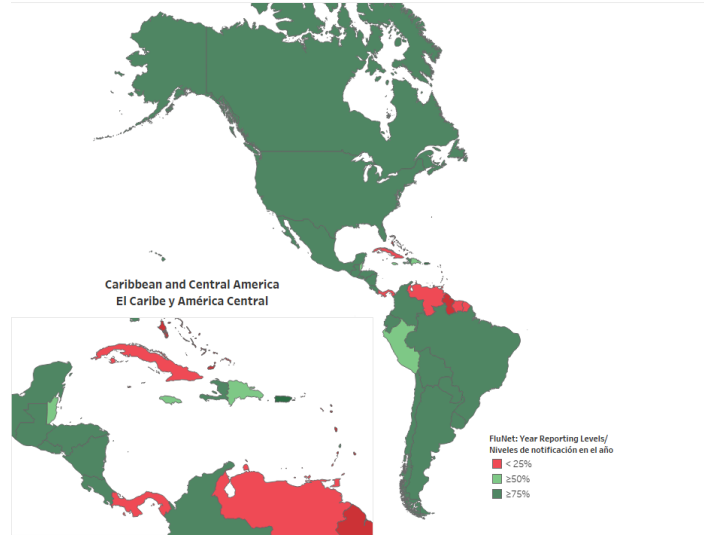 Caribbean and Central America
El Caribe y América Central
FluNet: Year Reporting Levels/
Niveles de notificación en el año
< 25%
≥50%
≥75%